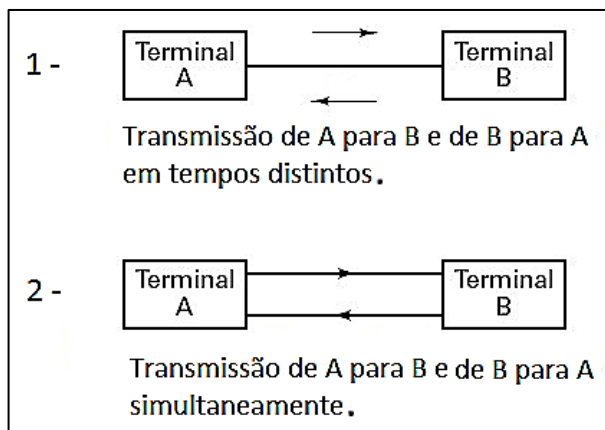 1 -
Terminal A
Terminal B
Transmissão de A para B e de B para A
em tempos distintos.
2 -
Terminal A
Terminal B
Transmissão de A para B e de B para A
simultaneamente.